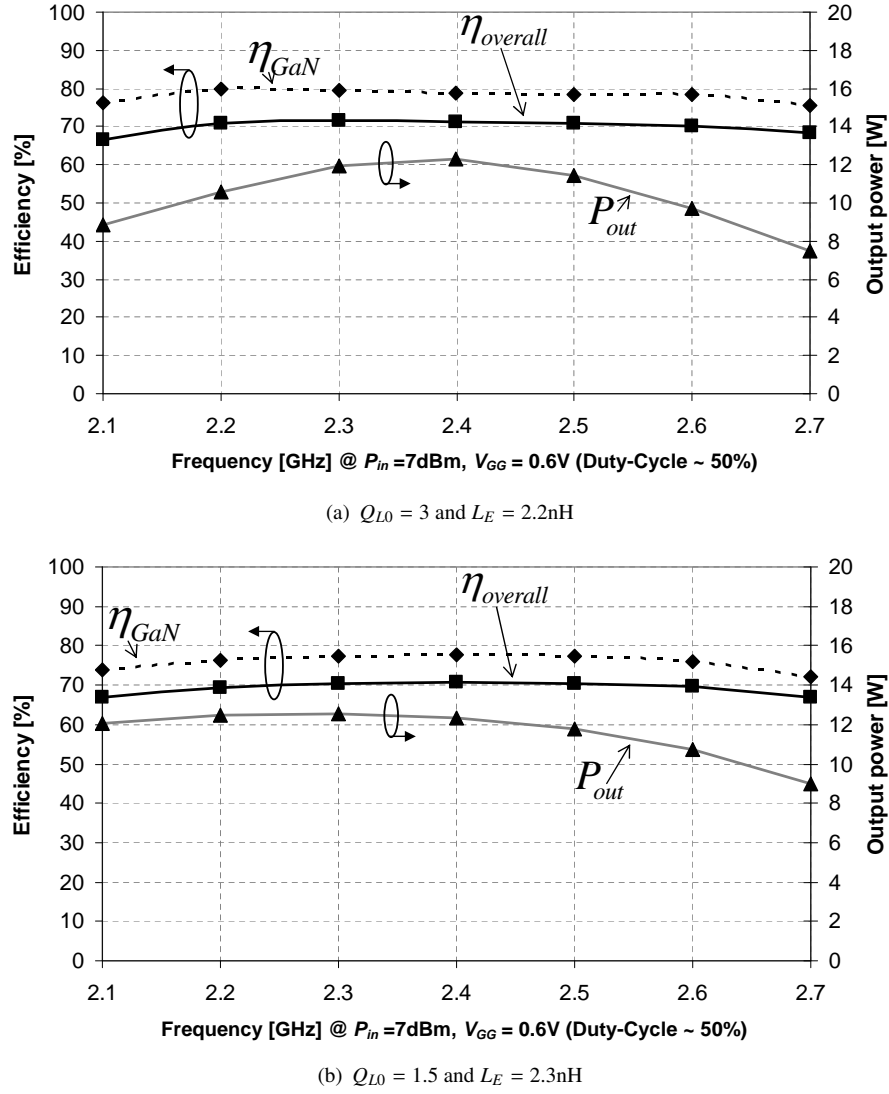 100
90
80
70
60
50
40
30
20
10
0
20
18
16
14
12
10
8
6
4
2
0
Efficiency [%]
Output power [W]
η_GaN
η_overall
P_out
2.1 2.2 2.3 2.4 2.5 2.6 2.7
Frequency [GHz] @ P_in =7dBm, V_GG = 0.6V (Duty-Cycle ~ 50%)
(a) Q_L0 = 3 and L_E = 2.2nH
100
90
80
70
60
50
40
30
20
10
0
20
18
16
14
12
10
8
6
4
2
0
Efficiency [%]
Output power [W]
η_GaN
η_overall
P_out
2.1 2.2 2.3 2.4 2.5 2.6 2.7
Frequency [GHz] @ P_in =7dBm, V_GG = 0.6V (Duty-Cycle ~ 50%)
(b) Q_L0 = 1.5 and L_E = 2.3nH